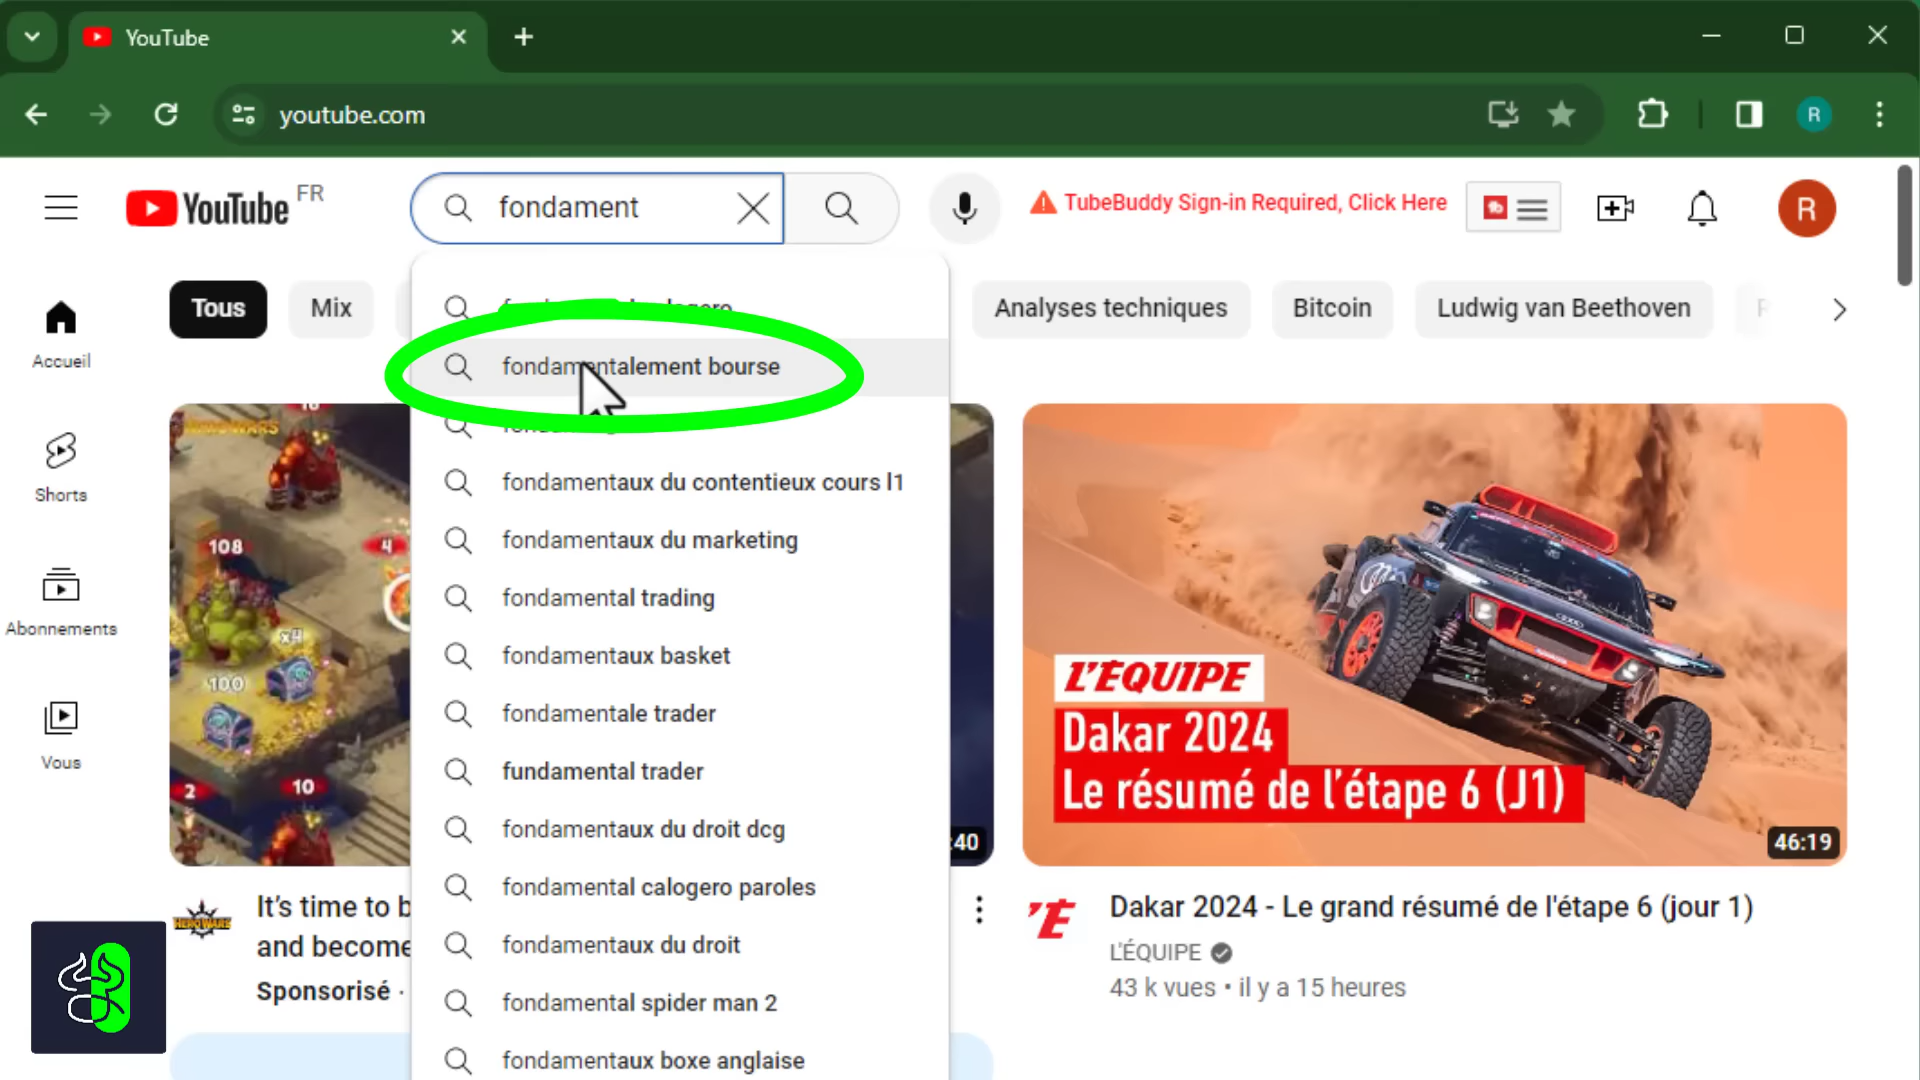 YouTube
youtube.com
YouTube FR
fondament
TubeBuddy Sign-in Required, Click Here
R
R
Tous
Mix
Analyses techniques
Bitcoin
Ludwig van Beethoven
Accueil
Shorts
Abonnements
Vous
fondamentalement bourse
fondamentaux du contentieux cours l1
fondamentaux du marketing
fondamental trading
fondamentaux basket
fondamentale trader
fundamental trader
fondamentaux du droit dcg
fondamental calogero paroles
fondamentaux du droit
fondamental spider man 2
fondamentaux boxe anglaise
108
4
x4
100
2
10
:40
HERO WARS
It's time to b
and become
Sponsorisé ·
L'ÉQUIPE
Dakar 2024
Le résumé de l'étape 6 (J1)
46:19
'E
Dakar 2024 - Le grand résumé de l'étape 6 (jour 1)
L'ÉQUIPE
43 k vues • il y a 15 heures